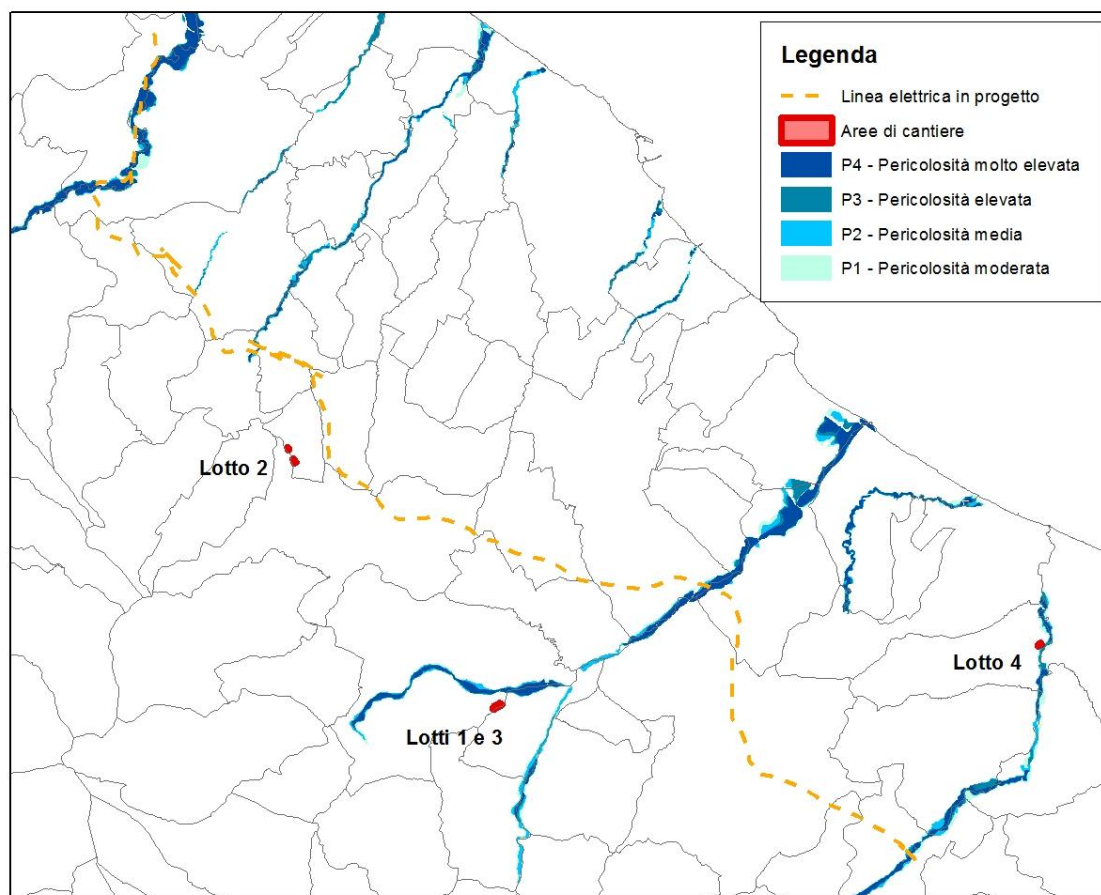 Legenda
Linea elettrica in progetto
Aree di cantiere
P4 - Pericolosità molto elevata
P3 - Pericolosità elevata
P2 - Pericolosità media
P1 - Pericolosità moderata
Lotto 2
Lotto 4
Lotti 1 e 3